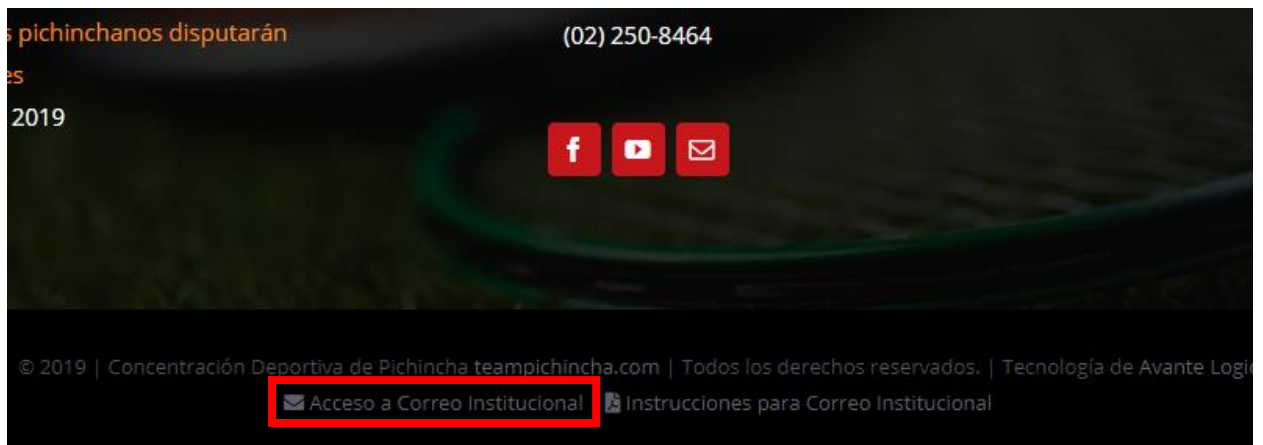 pichinchanos disputarán
(02) 250-8464
2019
© 2019 | Concentración Deportiva de Pichincha teampichincha.com | Todos los derechos reservados. | Tecnología de Avante Logic
Acceso a Correo Institucional Instrucciones para Correo Institucional